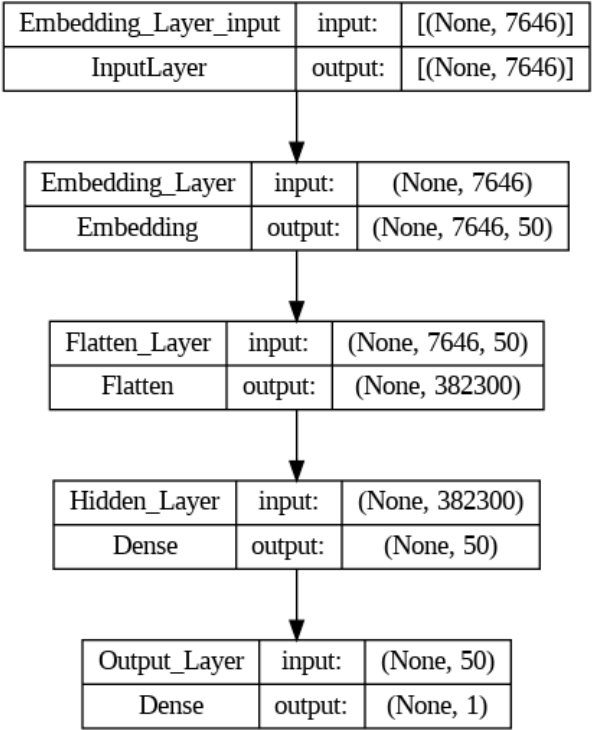 Embedding_Layer_input input: [(None, 7646)]
InputLayer output: [(None, 7646)]
Embedding_Layer input: (None, 7646)
Embedding output: (None, 7646, 50)
Flatten_Layer input: (None, 7646, 50)
Flatten output: (None, 382300)
Hidden_Layer input: (None, 382300)
Dense output: (None, 50)
Output_Layer input: (None, 50)
Dense output: (None, 1)